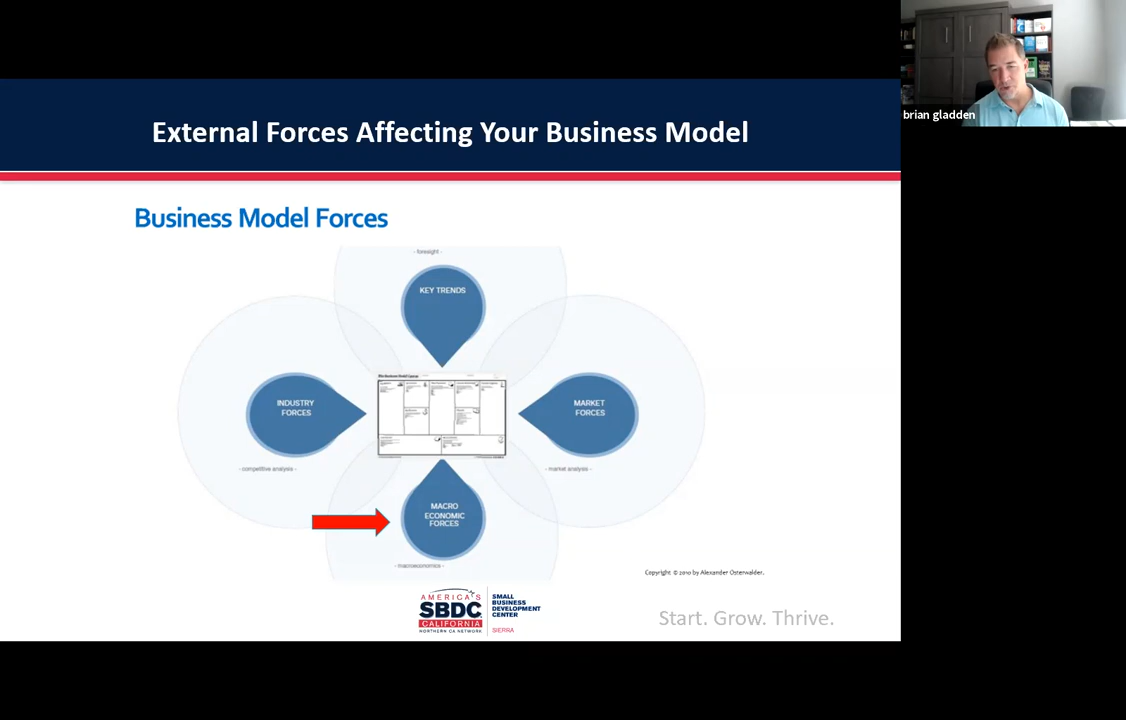 External Forces Affecting Your Business Model
brian gladden
Business Model Forces
- foresight -
KEY TRENDS
INDUSTRY
FORCES
MARKET
FORCES
- competitive analysis -
- market analysis -
MACRO
ECONOMIC
FORCES
- macroeconomics -
Copyright © 2010 by Alexander Osterwalder.
AMERICA'S
SBDC
CALIFORNIA
NORTHERN CA NETWORK
SMALL
BUSINESS
DEVELOPMENT
CENTER
SIERRA
Start. Grow. Thrive.